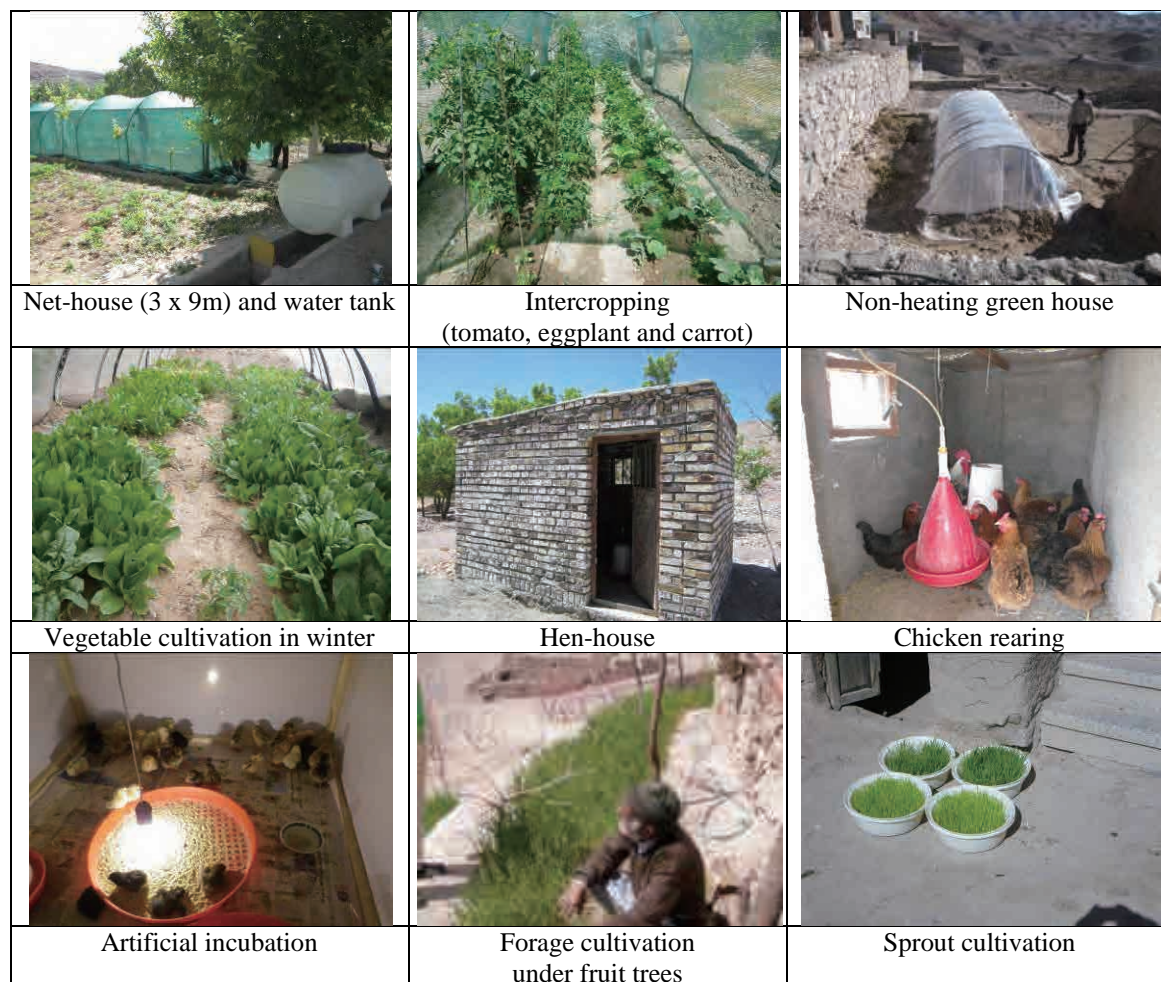 Net-house (3 x 9m) and water tank
Intercropping
(tomato, eggplant and carrot)
Non-heating green house
Vegetable cultivation in winter
Hen-house
Chicken rearing
Artificial incubation
Forage cultivation
under fruit trees
Sprout cultivation